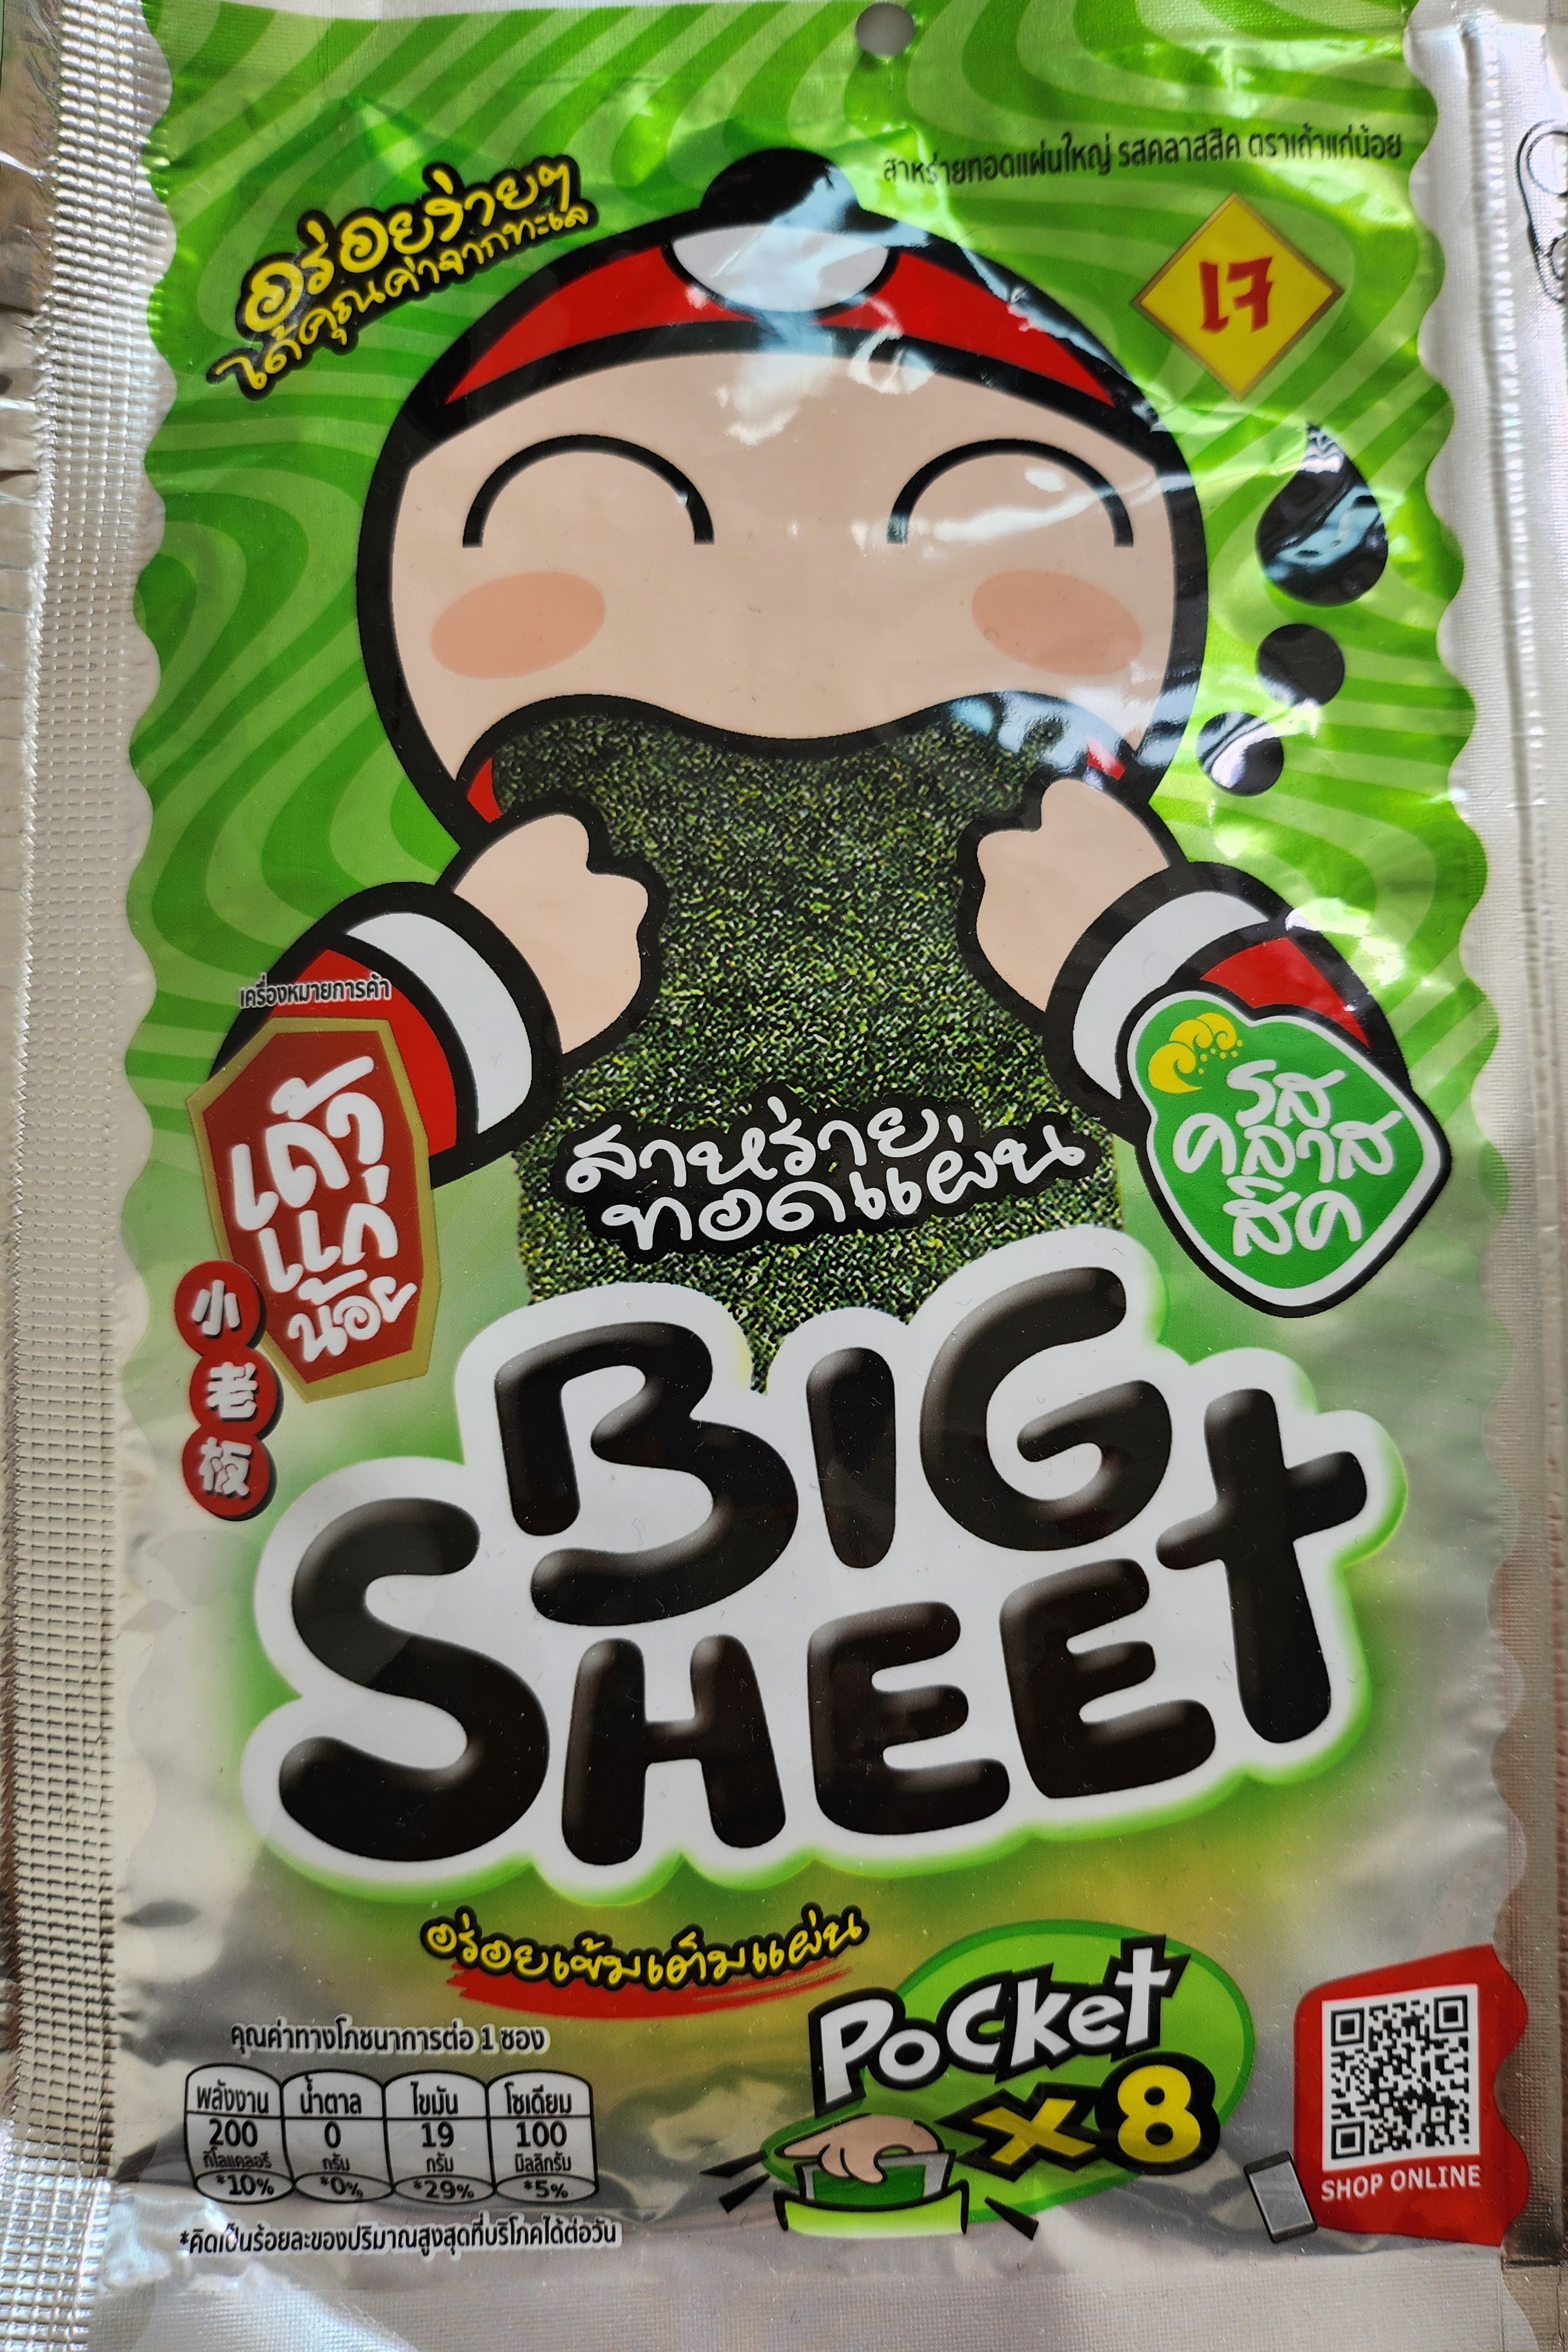 สาหร่ายทอดแผ่นใหญ่ รสคลาสสิค ตราเถ้าแก่น้อย
อร่อยง่ายๆ
ได้คุณค่าจากทะเล
เจ
เครื่องหมายการค้า
เถ้า
แก่
น้อย
小
老
板
รส
คลาส
สิค
สาหร่าย
ทอดแผ่น
BIG
SHEEt
อร่อยเข้มเต็มแผ่น
Pocket
x8
คุณค่าทางโภชนาการต่อ 1 ซอง
พลังงาน น้ำตาล ไขมัน โซเดียม
200 0 19 100
กิโลแคลอรี กรัม กรัม มิลลิกรัม
*10% *0% *29% *5%
*คิดเป็นร้อยละของปริมาณสูงสุดที่บริโภคได้ต่อวัน
SHOP ONLINE